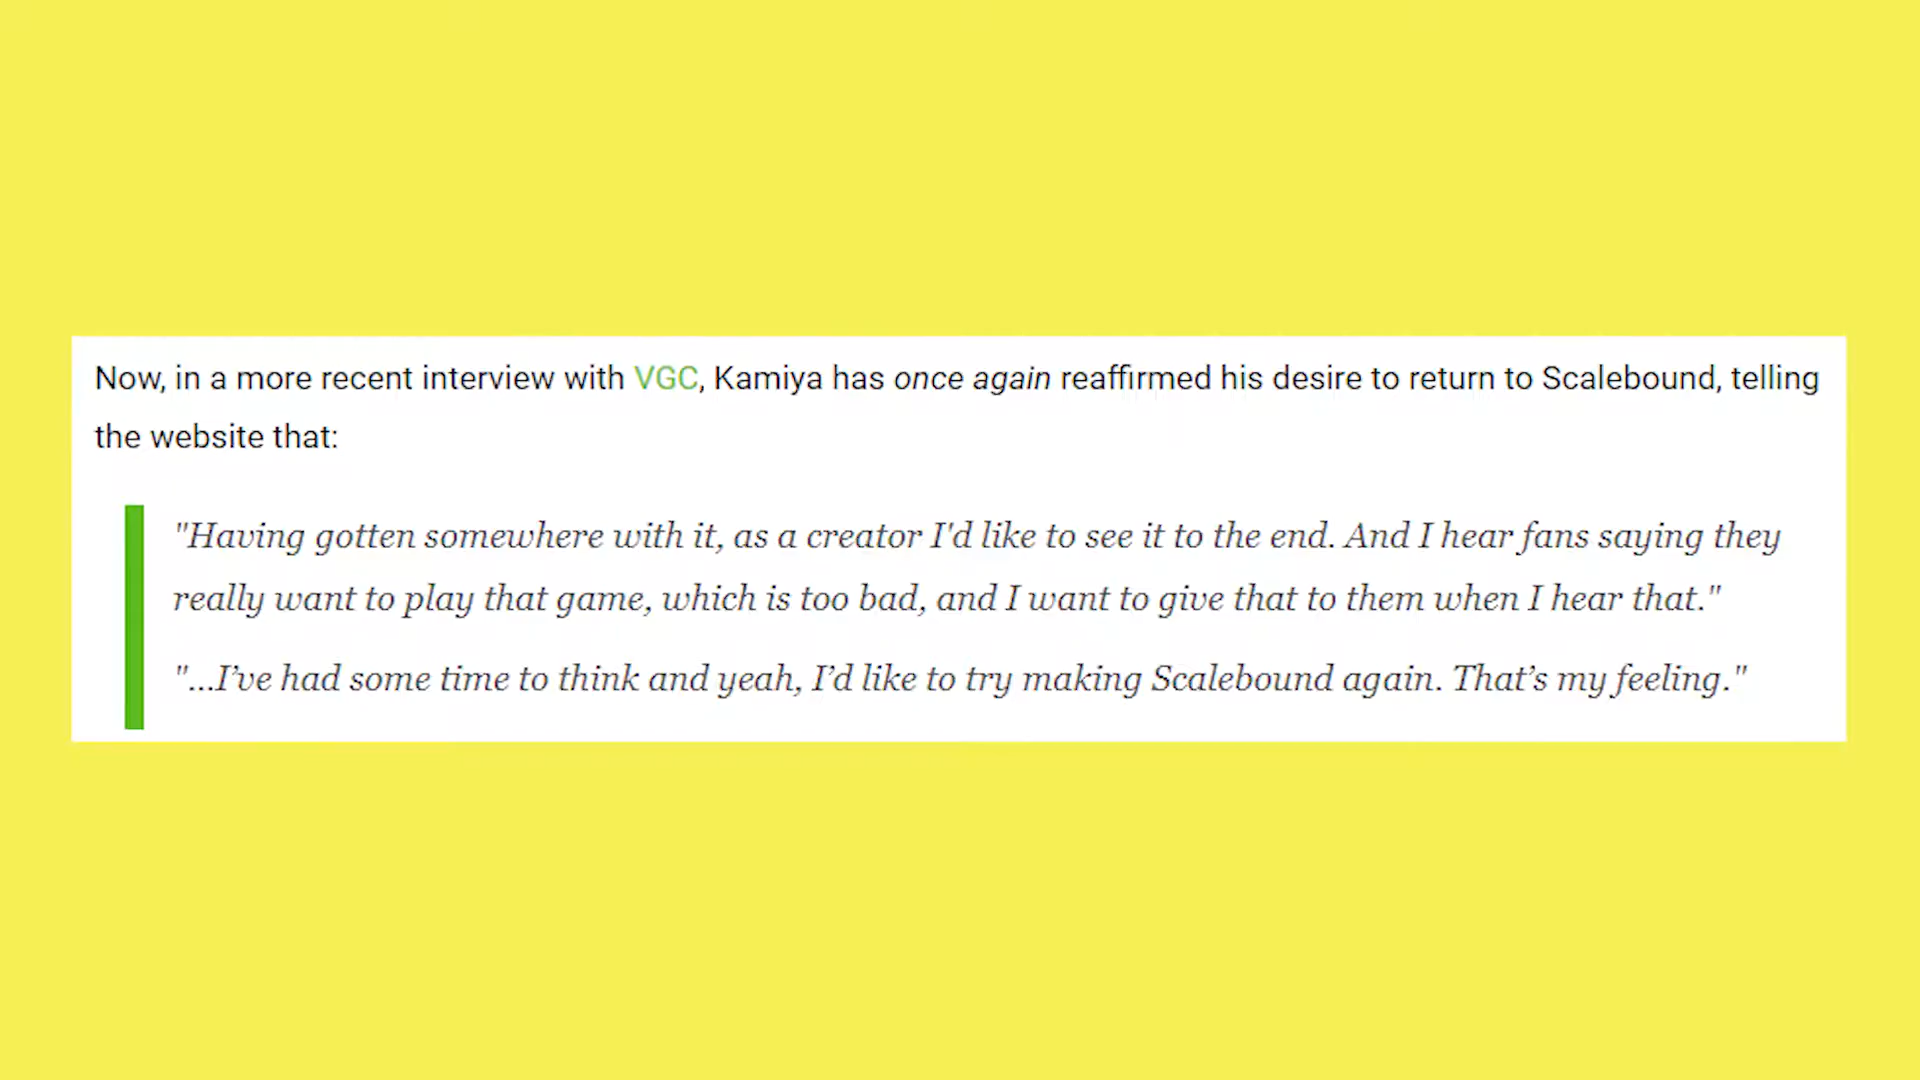 Now, in a more recent interview with VGC, Kamiya has once again reaffirmed his desire to return to Scalebound, telling
the website that:
"Having gotten somewhere with it, as a creator I'd like to see it to the end. And I hear fans saying they
really want to play that game, which is too bad, and I want to give that to them when I hear that."
"...I’ve had some time to think and yeah, I’d like to try making Scalebound again. That’s my feeling."